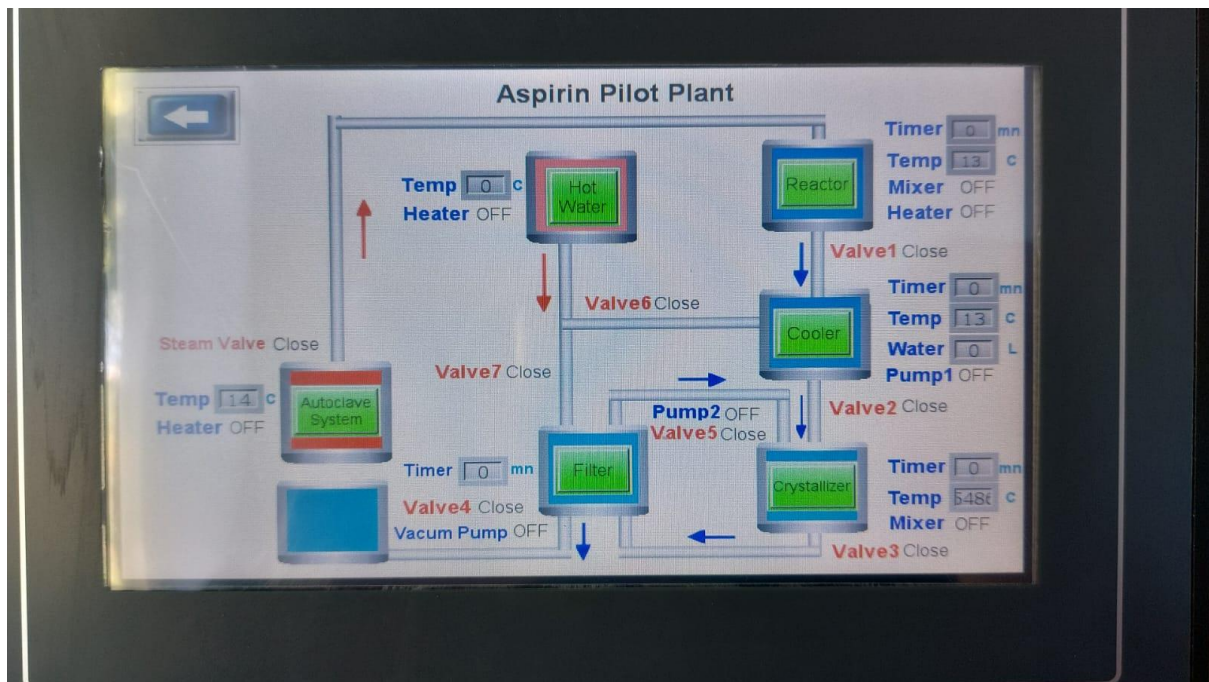 Aspirin Pilot Plant
Timer 0 mn
Temp 13 C
Mixer OFF
Heater OFF
Reactor
Temp 0 C
Heater OFF
Hot
Water
Valve1 Close
Timer 0 mn
Temp 13 C
Water 0 L
Pump1 OFF
Cooler
Valve6 Close
Steam Valve Close
Valve7 Close
Temp 14 C
Heater OFF
Autoclave
System
Pump2 OFF
Valve5 Close
Valve2 Close
Timer 0 mn
Filter
Crystallizer
Timer 0 mn
Temp C
Mixer OFF
Valve4 Close
Vacum Pump OFF
Valve3 Close